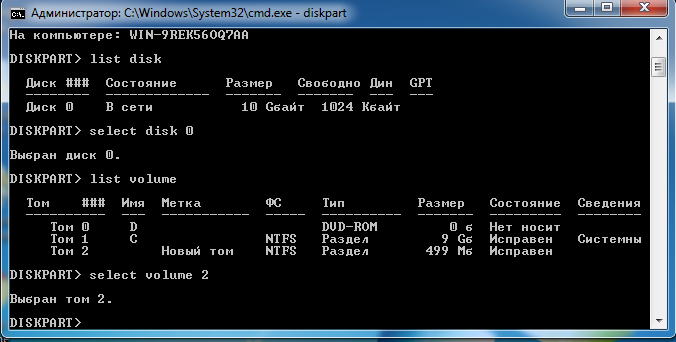 Администратор: C:\Windows\System32\cmd.exe - diskpart
На компьютере: WIN-9REK56OQ7AA
DISKPART> list disk
Диск ### Состояние Размер Свободно Дин GPT
-------- ------------- ------- ------- --- ---
Диск 0 В сети 10 Gбайт 1024 Kбайт
DISKPART> select disk 0
Выбран диск 0.
DISKPART> list volume
Том ### Имя Метка ФС Тип Размер Состояние Сведения
---------- --- ----------- ----- ---------- ------- --------- --------
Том 0 D DVD-ROM 0 б Нет носит
Том 1 C NTFS Раздел 9 Gб Исправен Системны
Том 2 Новый том NTFS Раздел 499 Mб Исправен
DISKPART> select volume 2
Выбран том 2.
DISKPART>